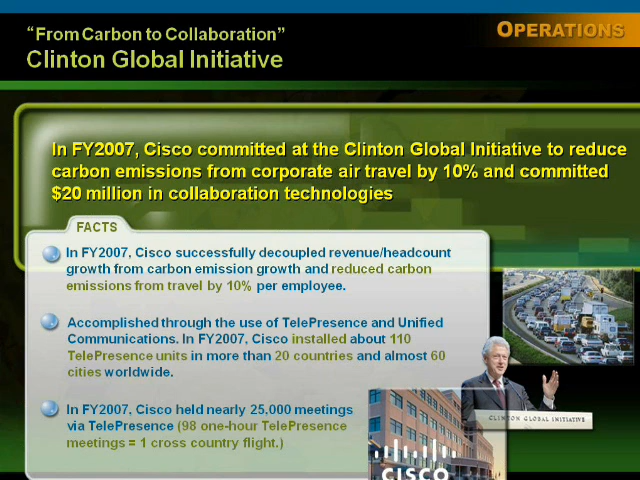 OPERATIONS
“From Carbon to Collaboration”
Clinton Global Initiative
In FY2007, Cisco committed at the Clinton Global Initiative to reduce
carbon emissions from corporate air travel by 10% and committed
$20 million in collaboration technologies
FACTS
In FY2007, Cisco successfully decoupled revenue/headcount
growth from carbon emission growth and reduced carbon
emissions from travel by 10% per employee.
Accomplished through the use of TelePresence and Unified
Communications. In FY2007, Cisco installed about 110
TelePresence units in more than 20 countries and almost 60
cities worldwide.
In FY2007, Cisco held nearly 25,000 meetings
via TelePresence (98 one-hour TelePresence
meetings = 1 cross country flight.)
CLINTON GLOBAL INITIATIVE
CISCO